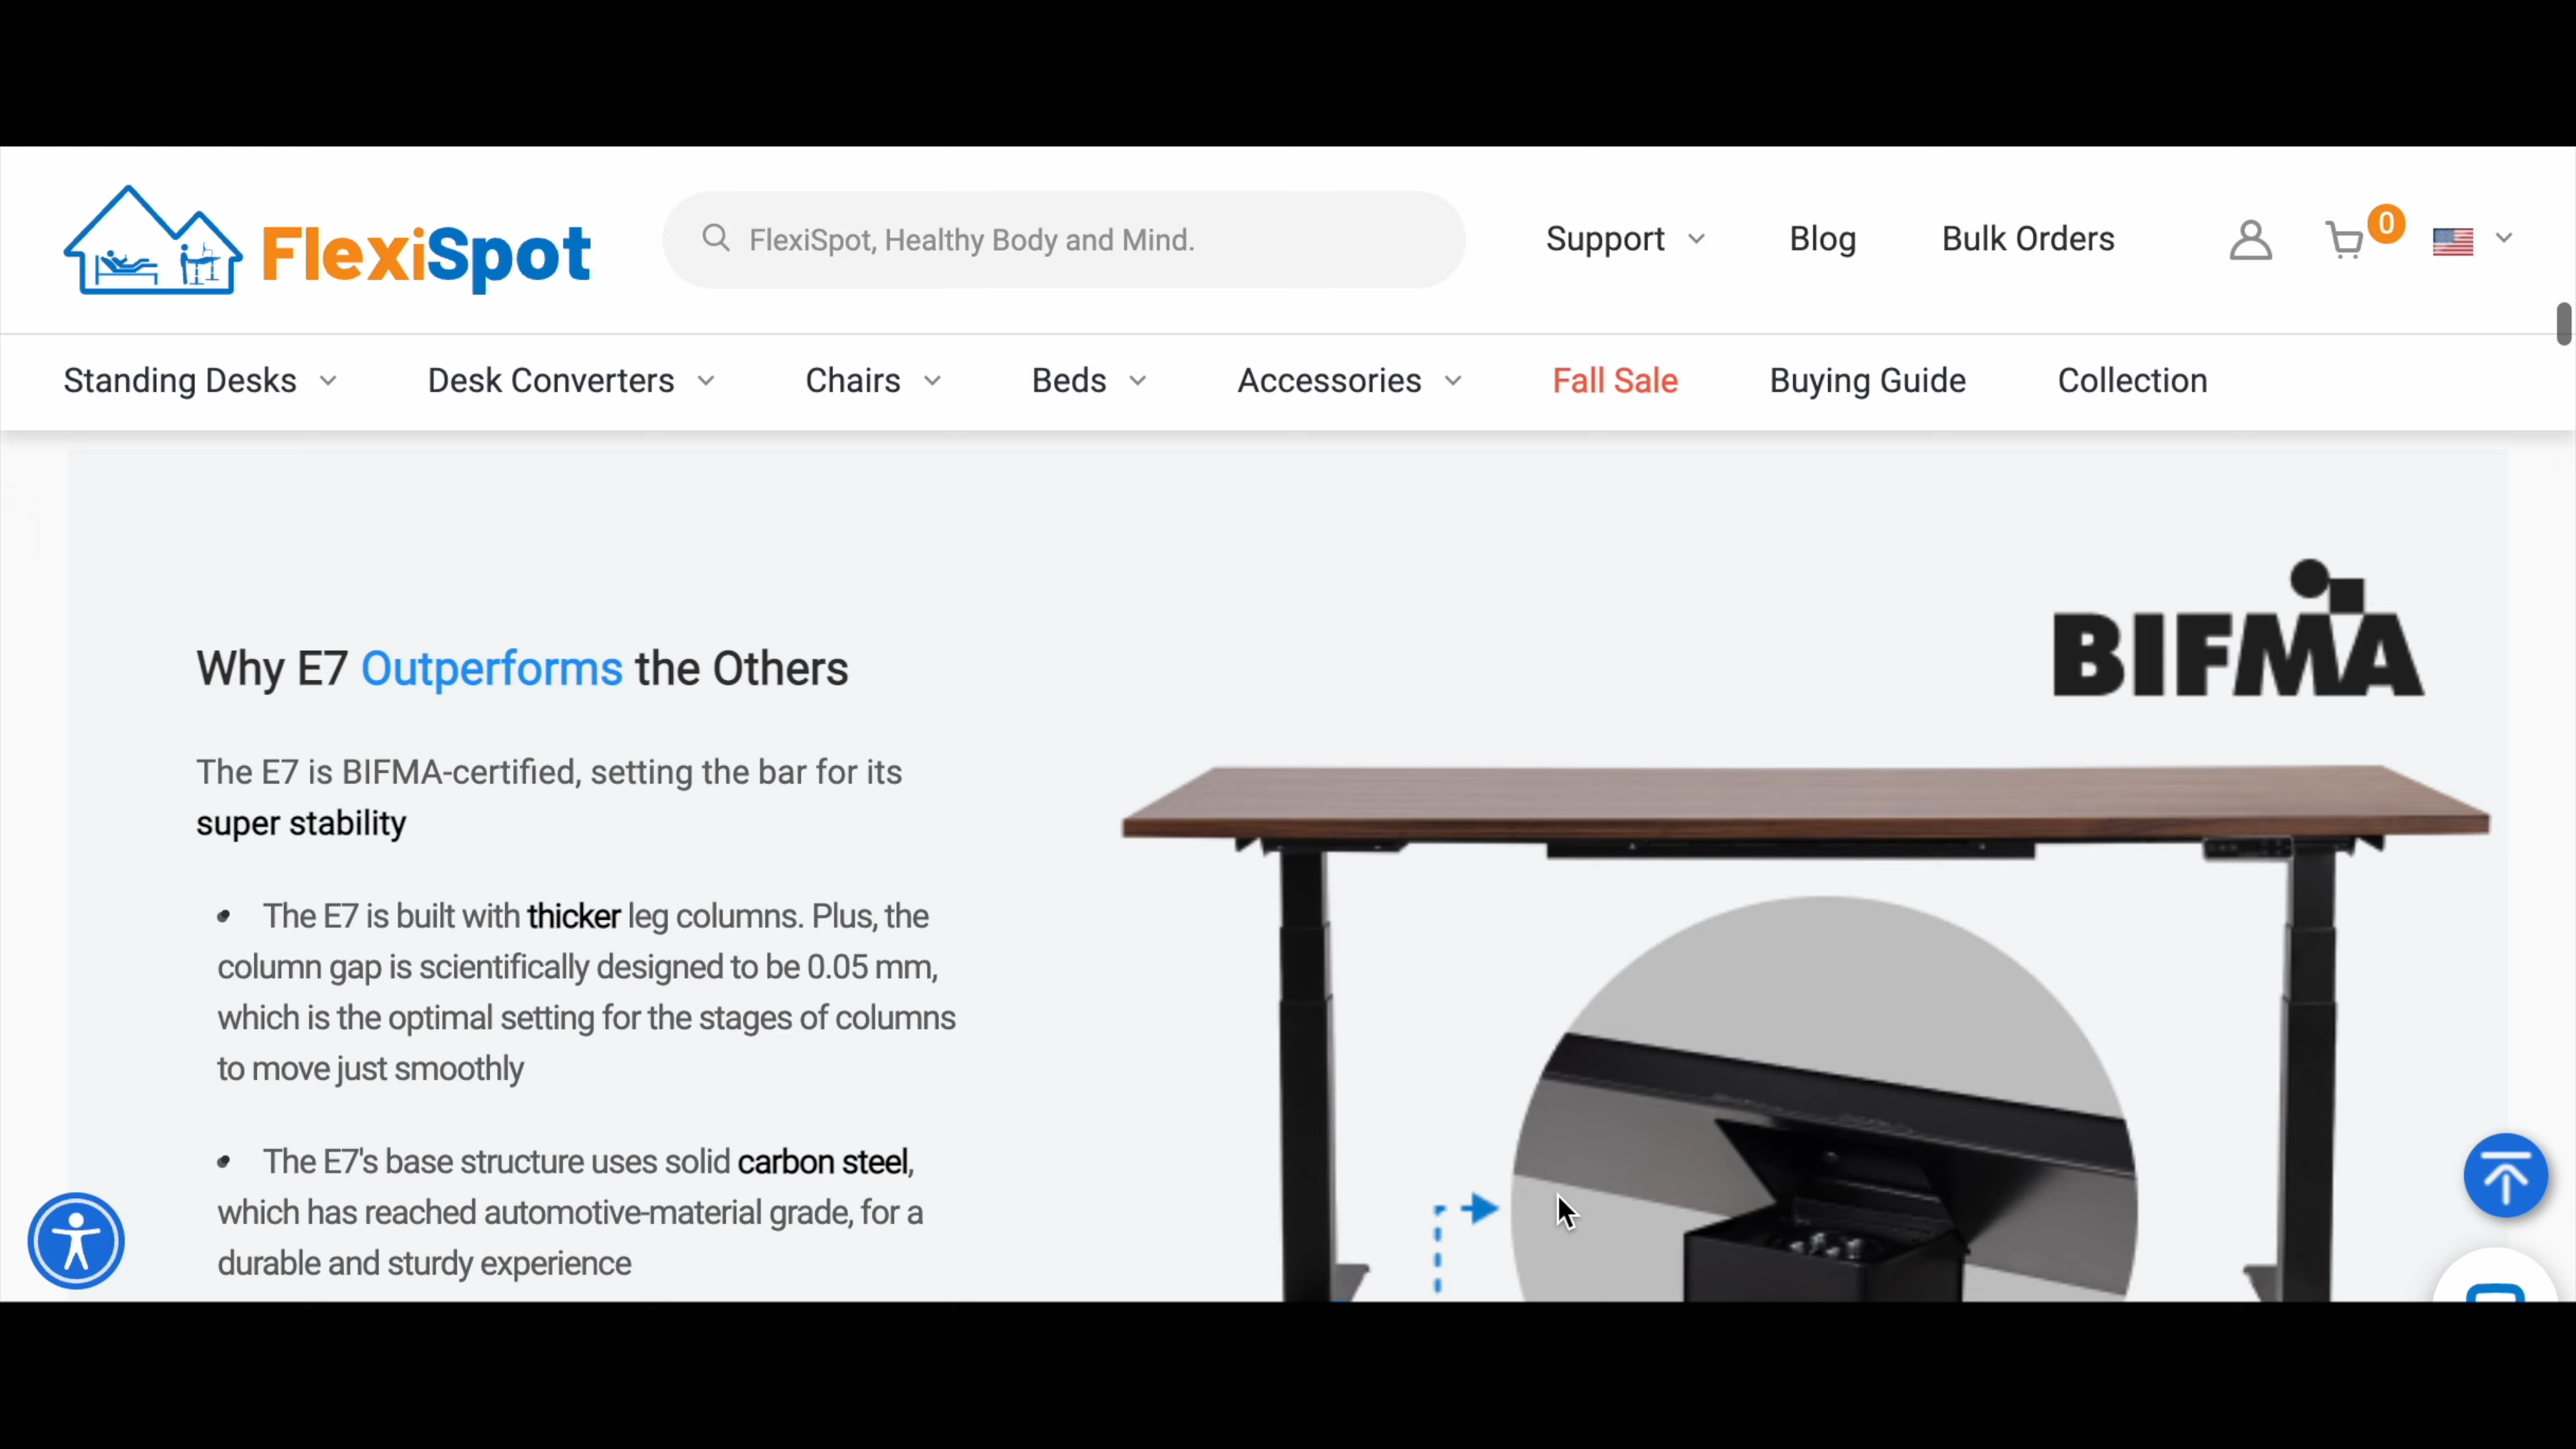 FlexiSpot
FlexiSpot, Healthy Body and Mind.
Support
Blog
Bulk Orders
0
Standing Desks
Desk Converters
Chairs
Beds
Accessories
Fall Sale
Buying Guide
Collection
BIFMA
Why E7 Outperforms the Others
The E7 is BIFMA-certified, setting the bar for its
super stability
• The E7 is built with thicker leg columns. Plus, the
column gap is scientifically designed to be 0.05 mm,
which is the optimal setting for the stages of columns
to move just smoothly
• The E7's base structure uses solid carbon steel,
which has reached automotive-material grade, for a
durable and sturdy experience